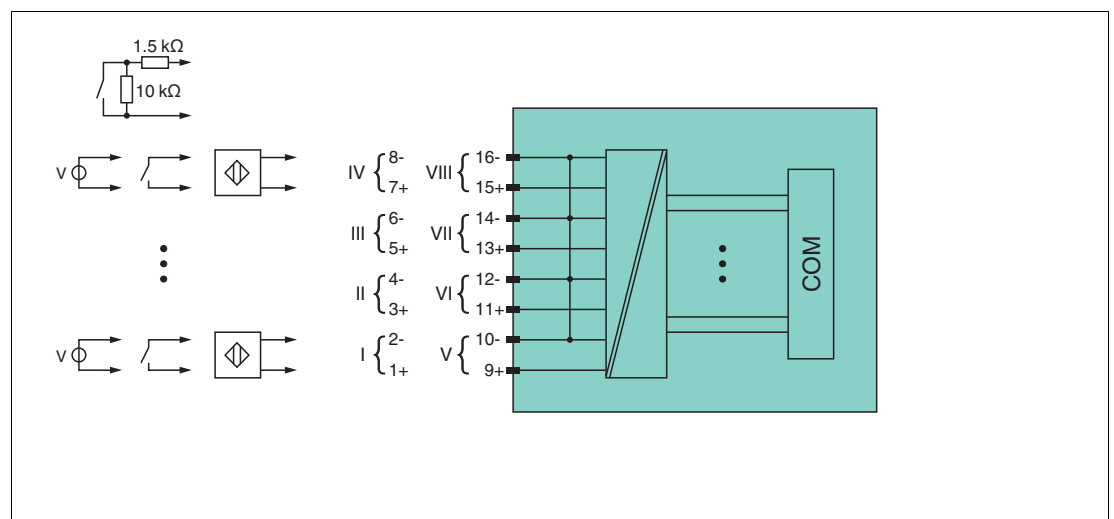 1.5 kΩ
10 kΩ
V
IV 8- 7+
VIII 16- 15+
III 6- 5+
VII 14- 13+
II 4- 3+
VI 12- 11+
V
I 2- 1+
V 10- 9+
COM